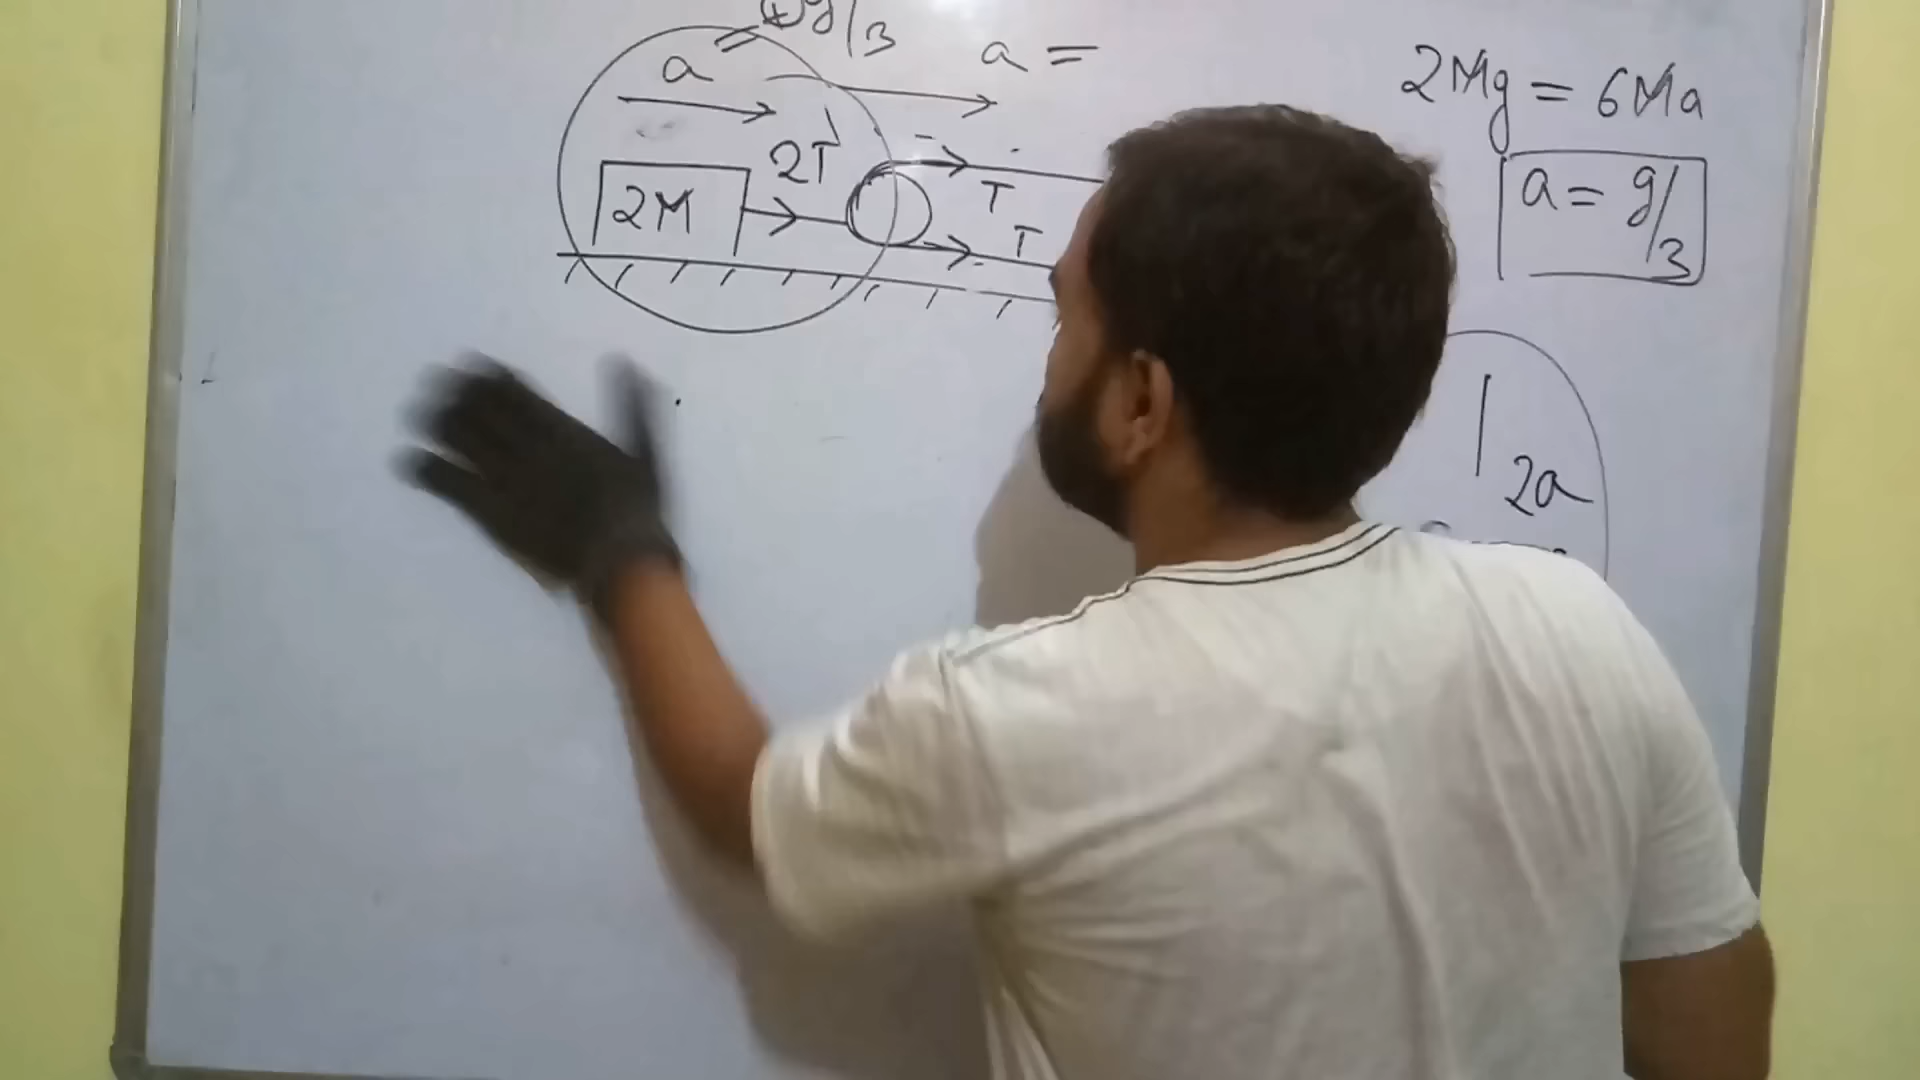 g/3
a =
2Mg = 6Ma
a
2T
2M
T
T
a = g/3
2a